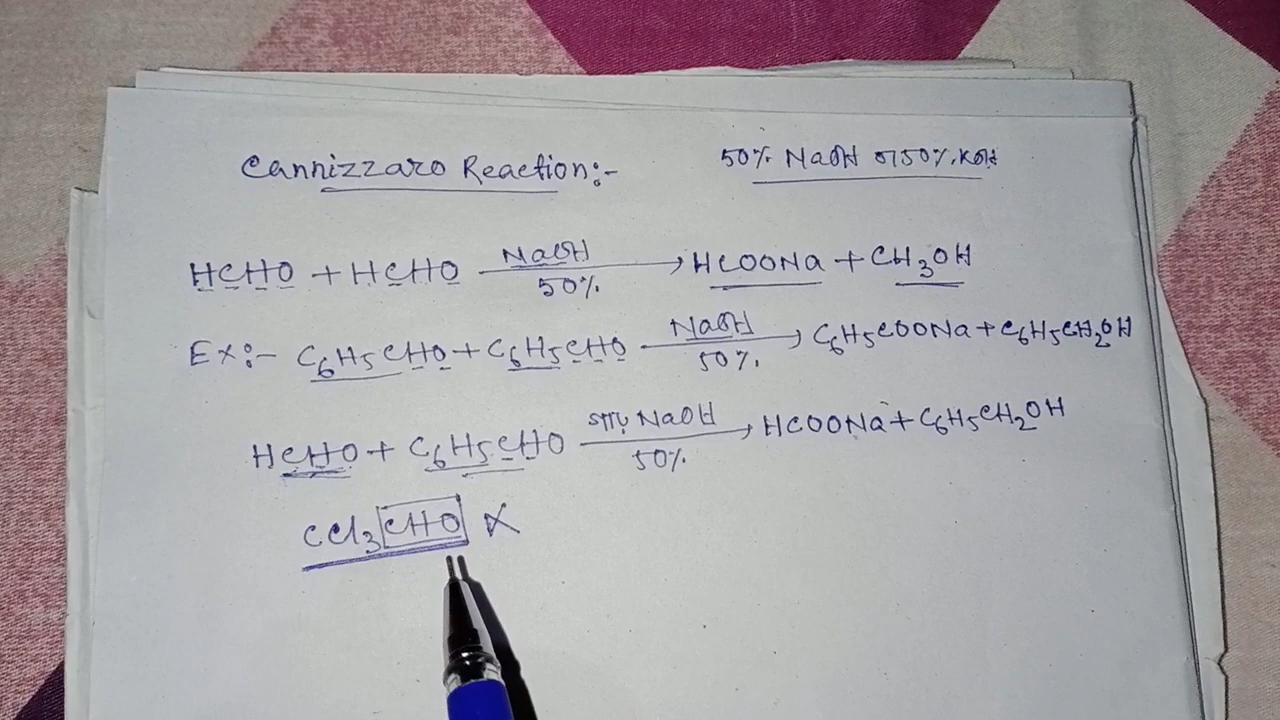 Cannizzaro Reaction:-
50% NaOH or 50% KOH
HCHO + HCHO NaOH 50% → HCOONa + CH3OH
Ex:- C6H5CHO + C6H5CHO NaOH 50% → C6H5COONa + C6H5CH2OH
HCHO + C6H5CHO NaOH 50% → HCOONa + C6H5CH2OH
CCl3CHO ×